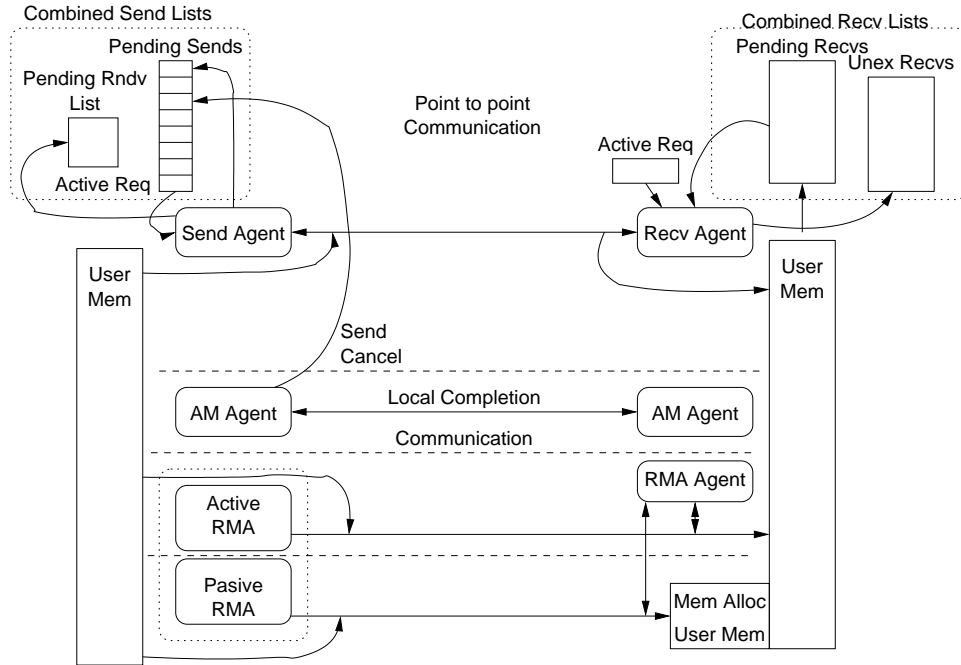 Combined Send Lists
Pending Sends
Pending Rndv
List
Active Req
Send Agent
User
Mem
Point to point
Communication
Combined Recv Lists
Pending Recvs
Unex Recvs
Active Req
Recv Agent
User
Mem
Send
Cancel
AM Agent
Local Completion
AM Agent
Communication
RMA Agent
Active
RMA
Pasive
RMA
Mem Alloc
User Mem